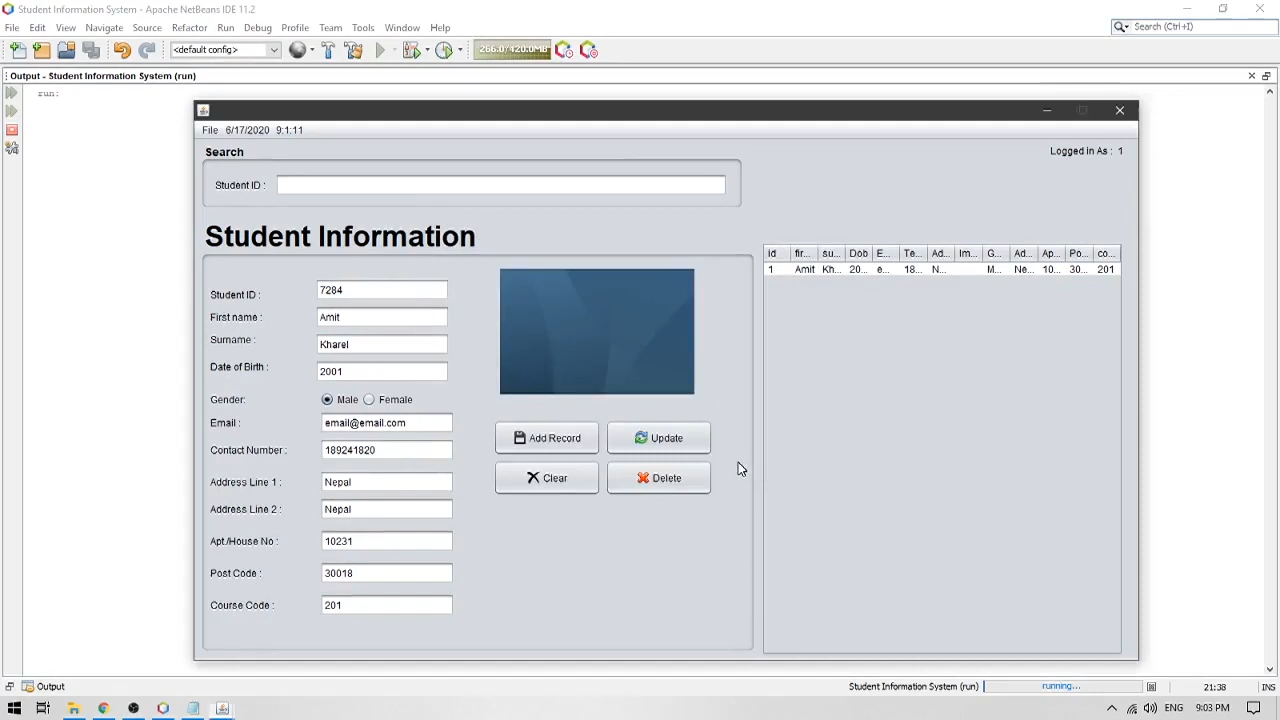 Student Information System - Apache NetBeans IDE 11.2
File Edit View Navigate Source Refactor Run Debug Profile Team Tools Window Help
Search (Ctrl+I)
<default config>
266.0/420.0MB
Output - Student Information System (run)
run:
File 6/17/2020 9:1:11
Search
Logged in As : 1
Student ID :
Student Information
id fir... su... Dob E... Te... Ad... Im... G... Ad... Ap... Po... co...
1 Amit Kh... 20... e... 18... N... M... Ne... 10... 30... 201
Student ID : 7284
First name : Amit
Surname : Kharel
Date of Birth : 2001
Gender: Male Female
Email : email@email.com
Contact Number : 189241820
Address Line 1 : Nepal
Address Line 2 : Nepal
Apt./House No : 10231
Post Code : 30018
Course Code : 201
Add Record Update
Clear Delete
Output
Student Information System (run) running... 21:38 INS
ENG 9:03 PM